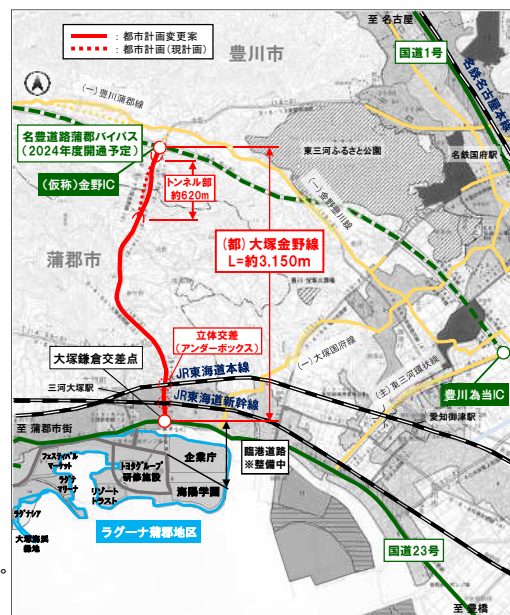 ：都市計画変更案
：都市計画(現計画)
至 名古屋
豊川市
国道1号
名鉄名古屋本線
(一)豊川蒲郡線
名豊道路蒲郡バイパス
(2024年度開通予定)
東三河ふるさと公園
名鉄国府駅
(仮称)金野IC
トンネル部
約620m
(一)金野豊川線
(都)大塚金野線
L=約3,150m
蒲郡市
立体交差
(アンダーボックス)
(一)大塚国府線
大塚鎌倉交差点
JR東海道本線
(主)東三河環状線
豊川為当IC
三河大塚駅
JR東海道新幹線
愛知御津駅
至 蒲郡市街
臨港道路
※整備中
フェスティバル
マーケット
トヨタグループ
研修施設
企業庁
ラグナ
マリーナ
リゾート
トラスト
海陽学園
ラグナシア
大塚海浜
緑地
ラグーナ蒲郡地区
国道23号
。
至 豊橋